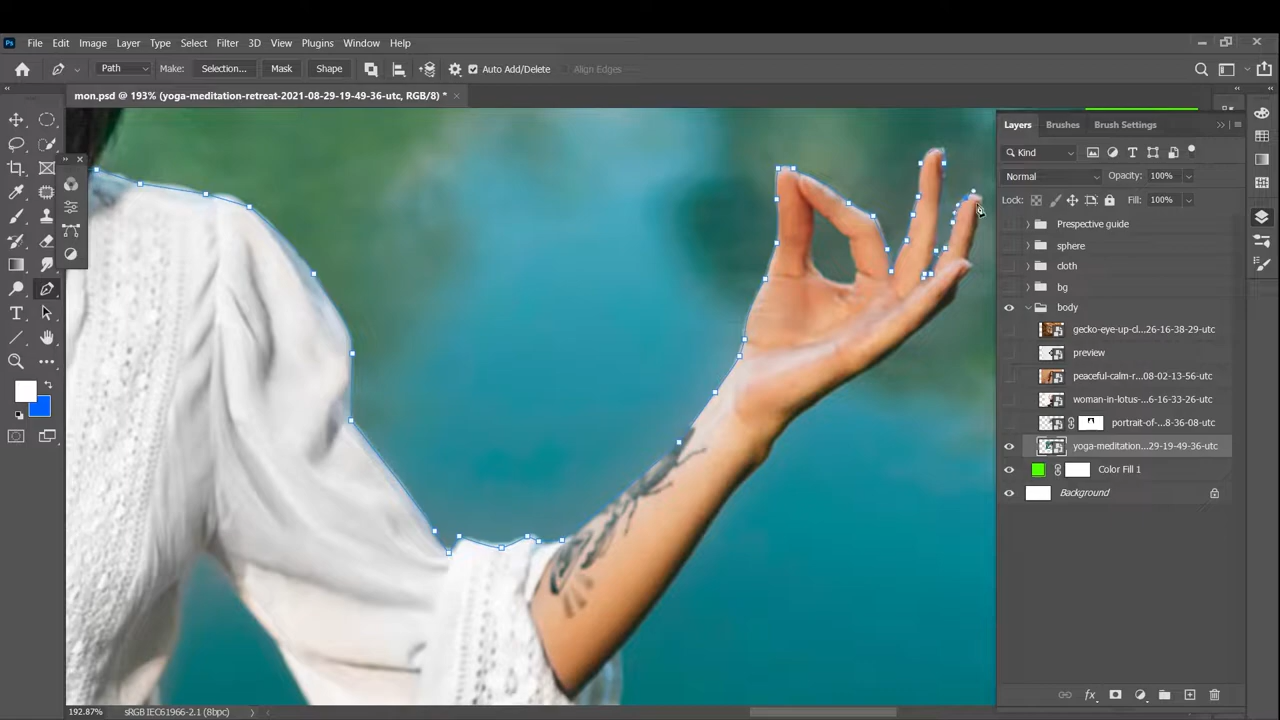 Ps File Edit Image Layer Type Select Filter 3D View Plugins Window Help
Path Make: Selection... Mask Shape Auto Add/Delete Align Edges
mon.psd @ 193% (yoga-meditation-retreat-2021-08-29-19-49-36-utc, RGB/8) *
Layers Brushes Brush Settings
Kind
Normal Opacity: 100%
Lock: Fill: 100%
Prespective guide
sphere
cloth
bg
body
gecko-eye-up-cl...26-16-38-29-utc
preview
peaceful-calm-r...08-02-13-56-utc
woman-in-lotus-...6-16-33-26-utc
portrait-of-...8-36-08-utc
yoga-meditation...29-19-49-36-utc
Color Fill 1
Background
192.87% sRGB IEC61966-2.1 (8bpc)